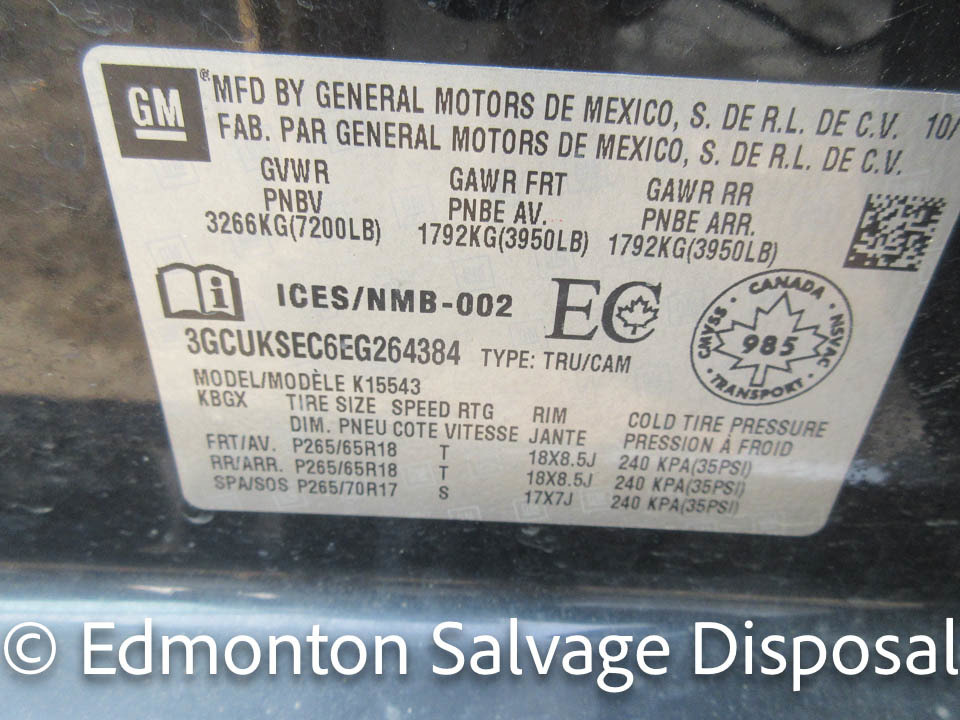 GM ® MFD BY GENERAL MOTORS DE MEXICO, S. DE R.L. DE C.V. 10/
FAB. PAR GENERAL MOTORS DE MEXICO, S. DE R.L. DE C.V.
GVWR GAWR FRT GAWR RR
PNBV PNBE AV. PNBE ARR.
3266KG(7200LB) 1792KG(3950LB) 1792KG(3950LB)
i ICES/NMB-002 EC
CANADA
CMVSS 985 NSVAC
TRANSPORT
3GCUKSEC6EG264384 TYPE: TRU/CAM
MODEL/MODÈLE K15543
KBGX TIRE SIZE SPEED RTG RIM COLD TIRE PRESSURE
DIM. PNEU COTE VITESSE JANTE PRESSION À FROID
FRT/AV. P265/65R18 T 18X8.5J 240 KPA(35PSI)
RR/ARR. P265/65R18 T 18X8.5J 240 KPA(35PSI)
SPA/SOS P265/70R17 S 17X7J 240 KPA(35PSI)
© Edmonton Salvage Disposal